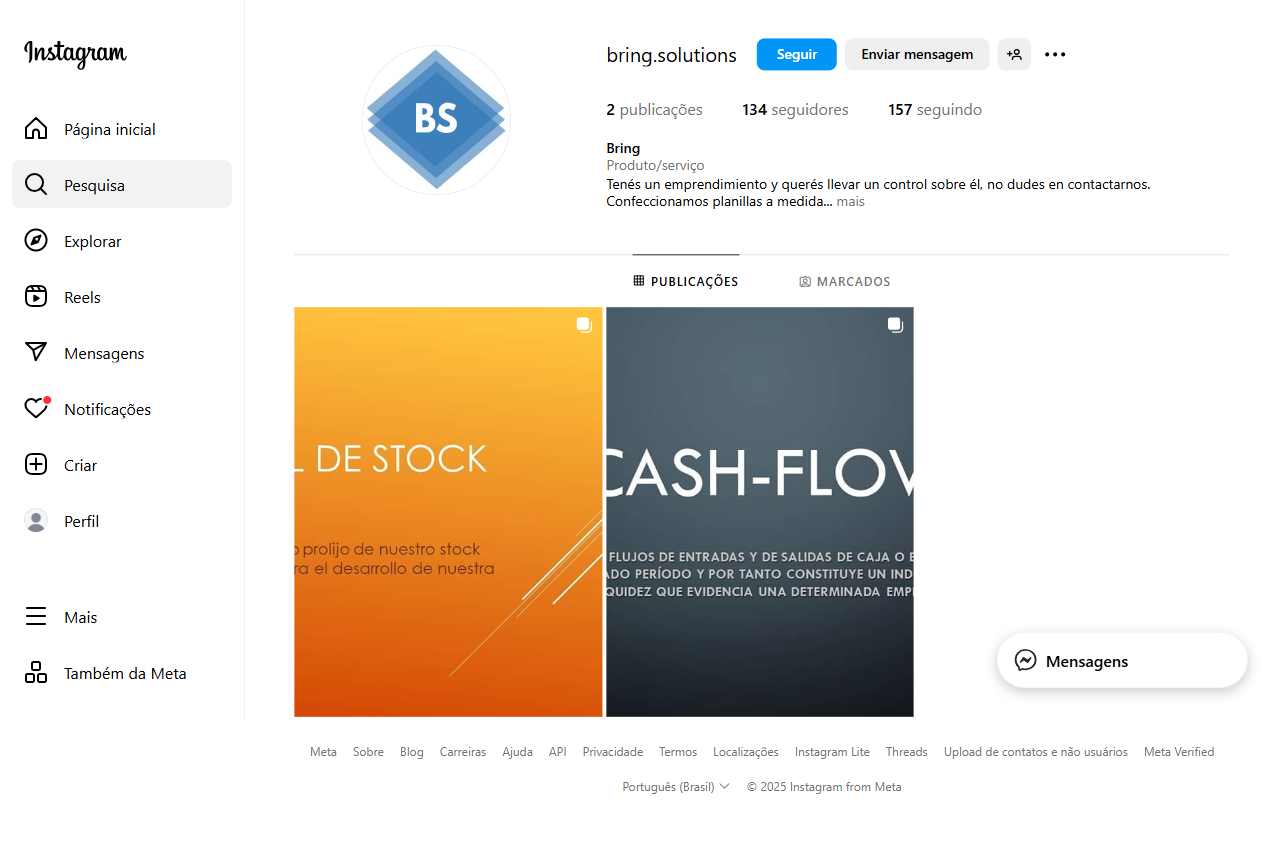 Instagram
Página inicial
Pesquisa
Explorar
Reels
Mensagens
Notificações
Criar
Perfil
Mais
Também da Meta
BS
bring.solutions
Seguir
Enviar mensagem
2 publicações
134 seguidores
157 seguindo
Bring
Produto/serviço
Tenés un emprendimiento y querés llevar un control sobre él, no dudes en contactarnos.
Confeccionamos planillas a medida... mais
PUBLICAÇÕES
MARCADOS
L DE STOCK
o prolijo de nuestro stock
ra el desarrollo de nuestra
CASH-FLOW
FLUJOS DE ENTRADAS Y DE SALIDAS DE CAJA O E
ADO PERÍODO Y POR TANTO CONSTITUYE UN IND
QUIDEZ QUE EVIDENCIA UNA DETERMINADA EMP
Mensagens
Meta Sobre Blog Carreiras Ajuda API Privacidade Termos Localizações Instagram Lite Threads Upload de contatos e não usuários Meta Verified
Português (Brasil) © 2025 Instagram from Meta